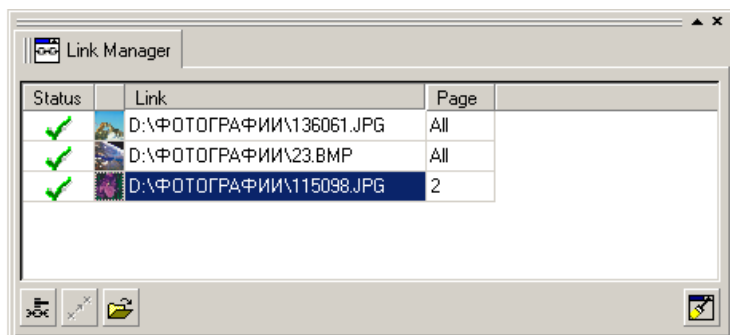 Link Manager
Status Link Page
D:\ФОТОГРАФИИ\136061.JPG All
D:\ФОТОГРАФИИ\23.BMP All
D:\ФОТОГРАФИИ\115098.JPG 2